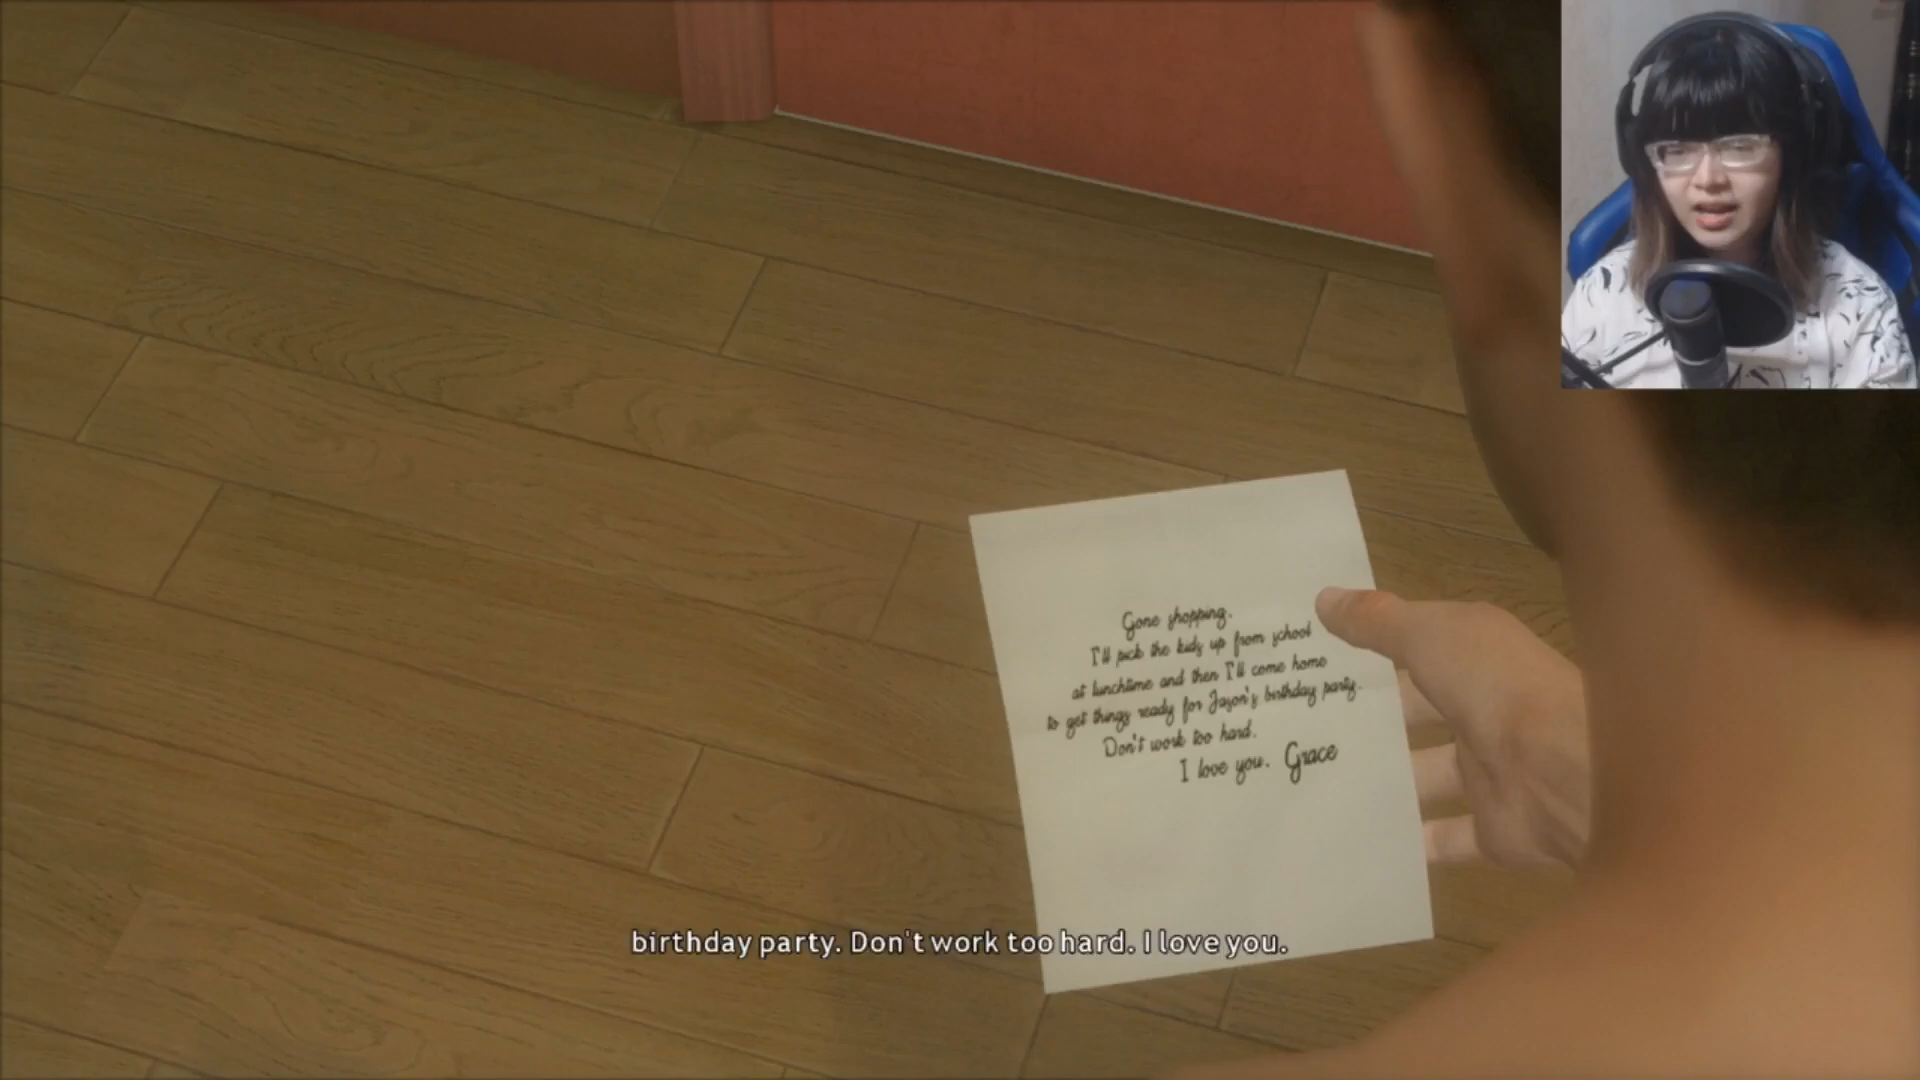 Gone shopping.
I'll pick the kids up from school
at lunchtime and then I'll come home
to get things ready for Jason's birthday party.
Don't work too hard.
I love you. Grace
birthday party. Don't work too hard. I love you.